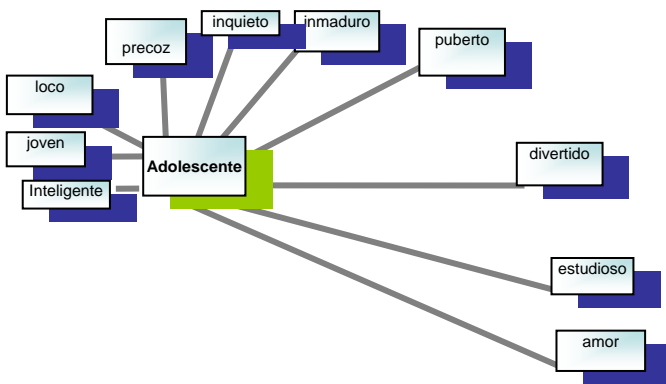 inquieto
inmaduro
precoz
puberto
loco
joven
divertido
Adolescente
Inteligente
estudioso
amor